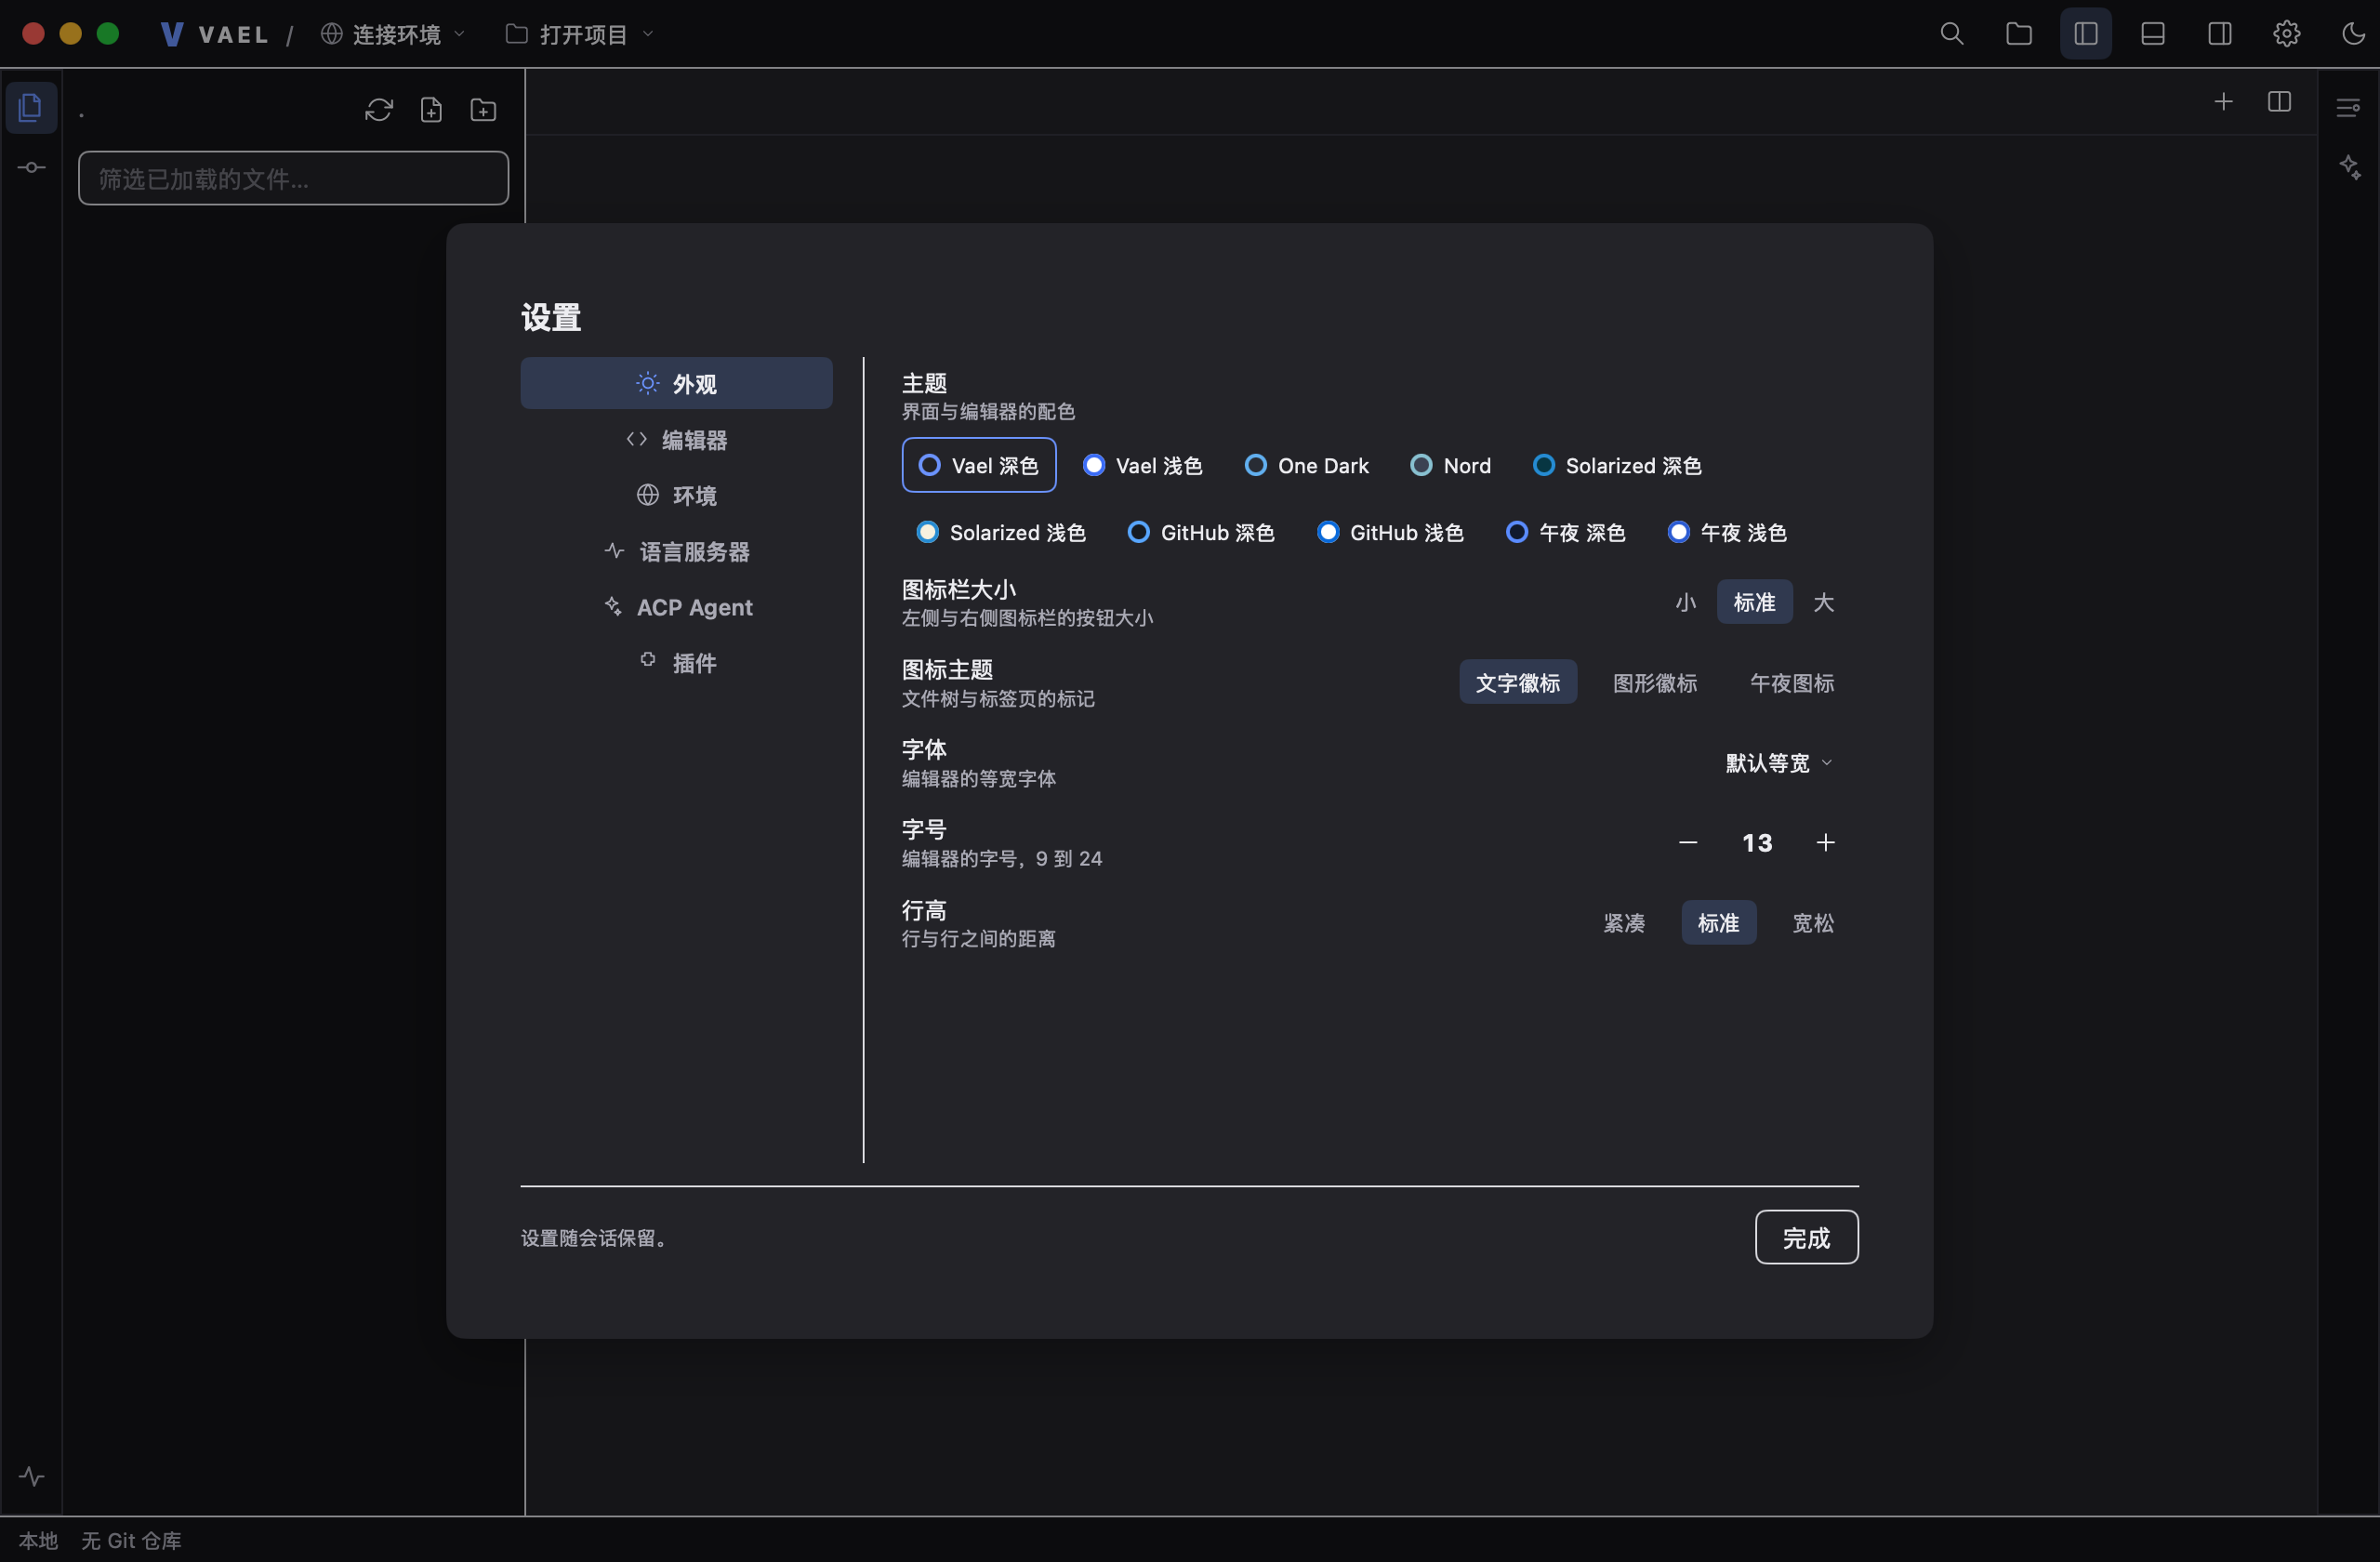 VAEL / 连接环境 打开项目
.
筛选已加载的文件...
设置
外观
编辑器
环境
语言服务器
ACP Agent
插件
主题
界面与编辑器的配色
Vael 深色 Vael 浅色 One Dark Nord Solarized 深色
Solarized 浅色 GitHub 深色 GitHub 浅色 午夜 深色 午夜 浅色
图标栏大小
左侧与右侧图标栏的按钮大小
小 标准 大
图标主题
文件树与标签页的标记
文字徽标 图形徽标 午夜图标
字体
编辑器的等宽字体
默认等宽
字号
编辑器的字号，9 到 24
13
行高
行与行之间的距离
紧凑 标准 宽松
设置随会话保留。
完成
本地 无 Git 仓库